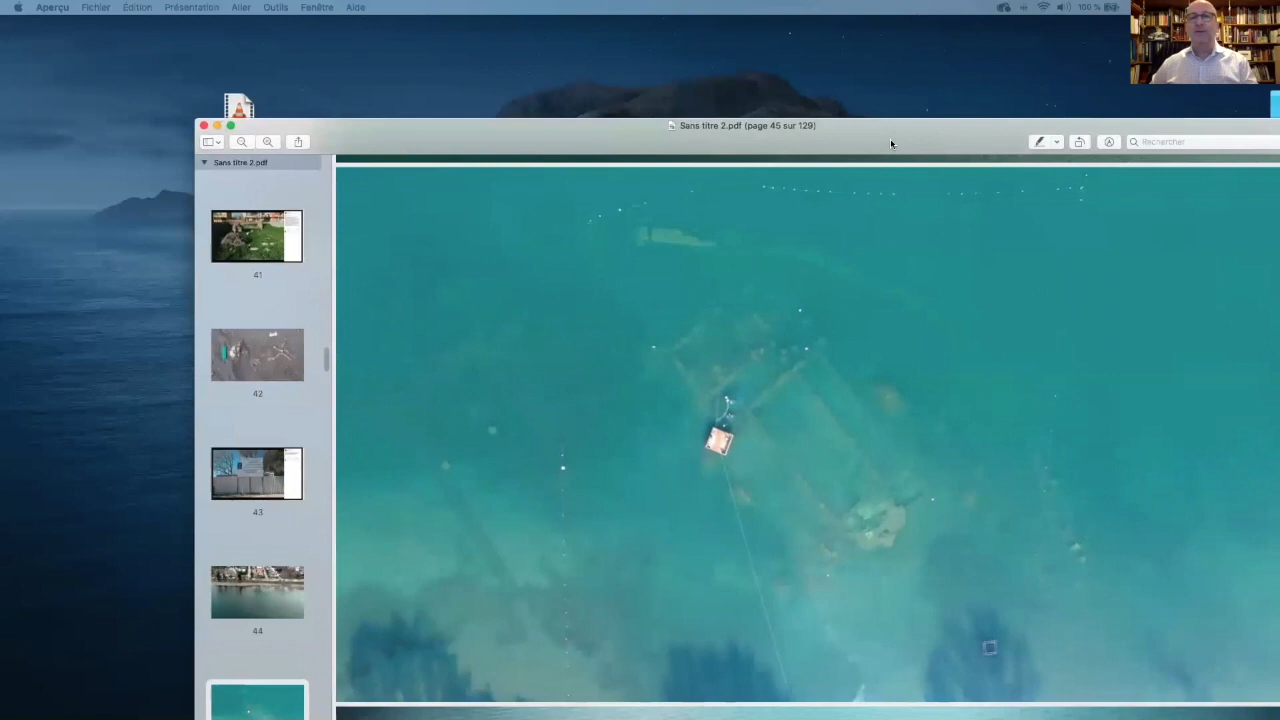 Aperçu Fichier Édition Présentation Aller Outils Fenêtre Aide 100 %
Sans titre 2.pdf (page 45 sur 129)
Rechercher
Sans titre 2.pdf
41
42
43
44